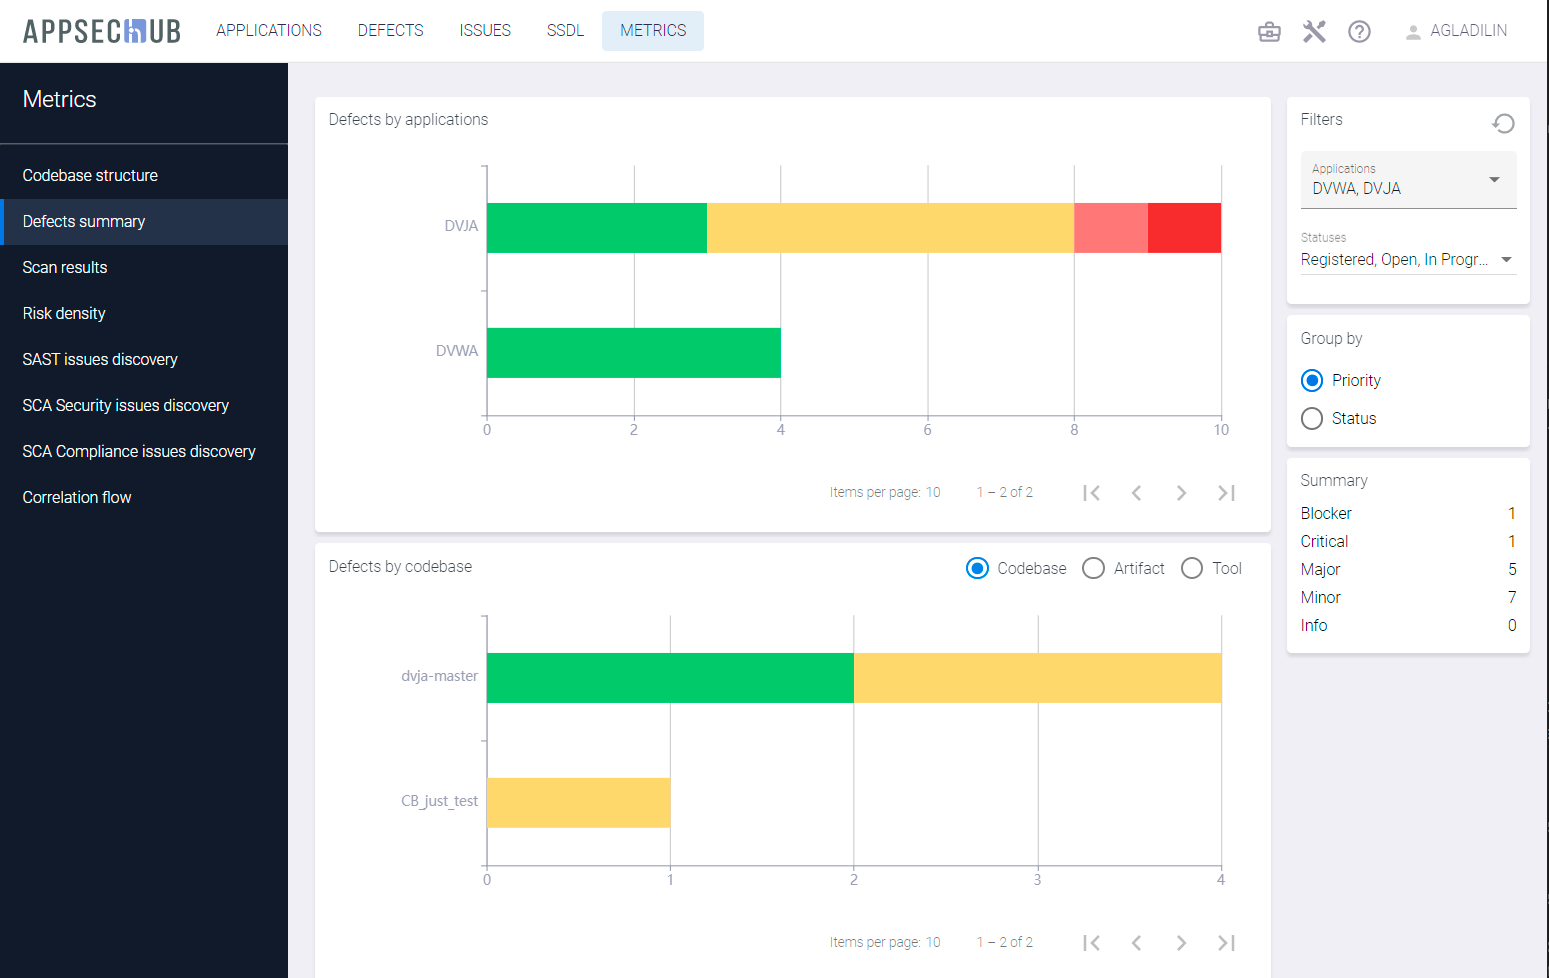 APPSECHUB
APPLICATIONS
DEFECTS
ISSUES
SSDL
METRICS
AGLADILIN
Metrics
Codebase structure
Defects summary
Scan results
Risk density
SAST issues discovery
SCA Security issues discovery
SCA Compliance issues discovery
Correlation flow
Defects by applications
DVJA
DVWA
0 2 4 6 8 10
Items per page: 10 1 – 2 of 2
Defects by codebase
Codebase Artifact Tool
dvja-master
CB_just_test
0 1 2 3 4
Items per page: 10 1 – 2 of 2
Filters
Applications
DVWA, DVJA
Statuses
Registered, Open, In Progr...
Group by
Priority
Status
Summary
Blocker 1
Critical 1
Major 5
Minor 7
Info 0